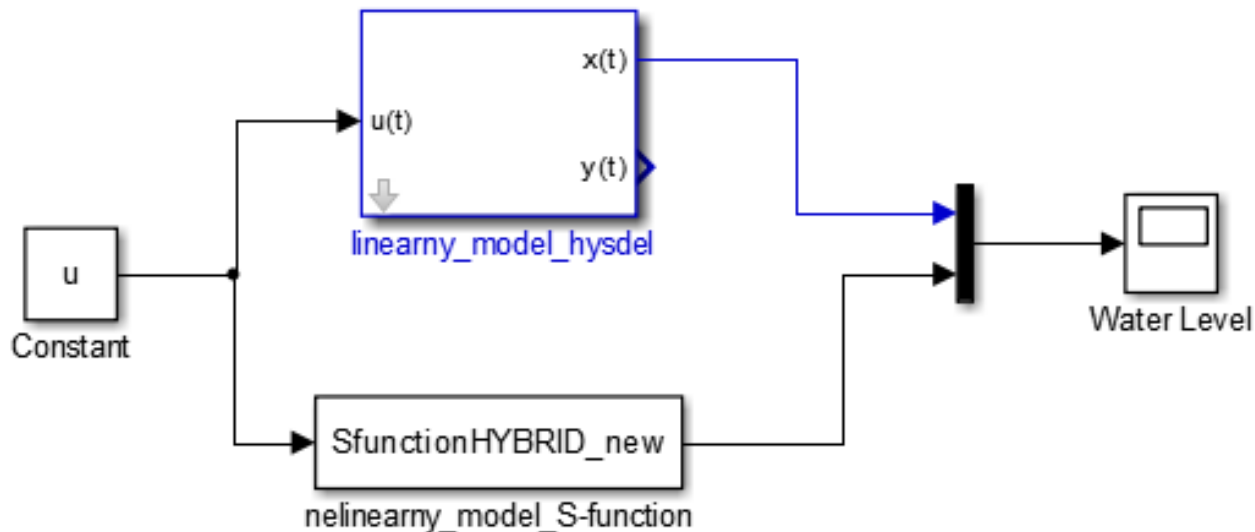 x(t)
u(t)
y(t)
linearny_model_hysdel
u
Constant
Water Level
SfunctionHYBRID_new
nelinearny_model_S-function